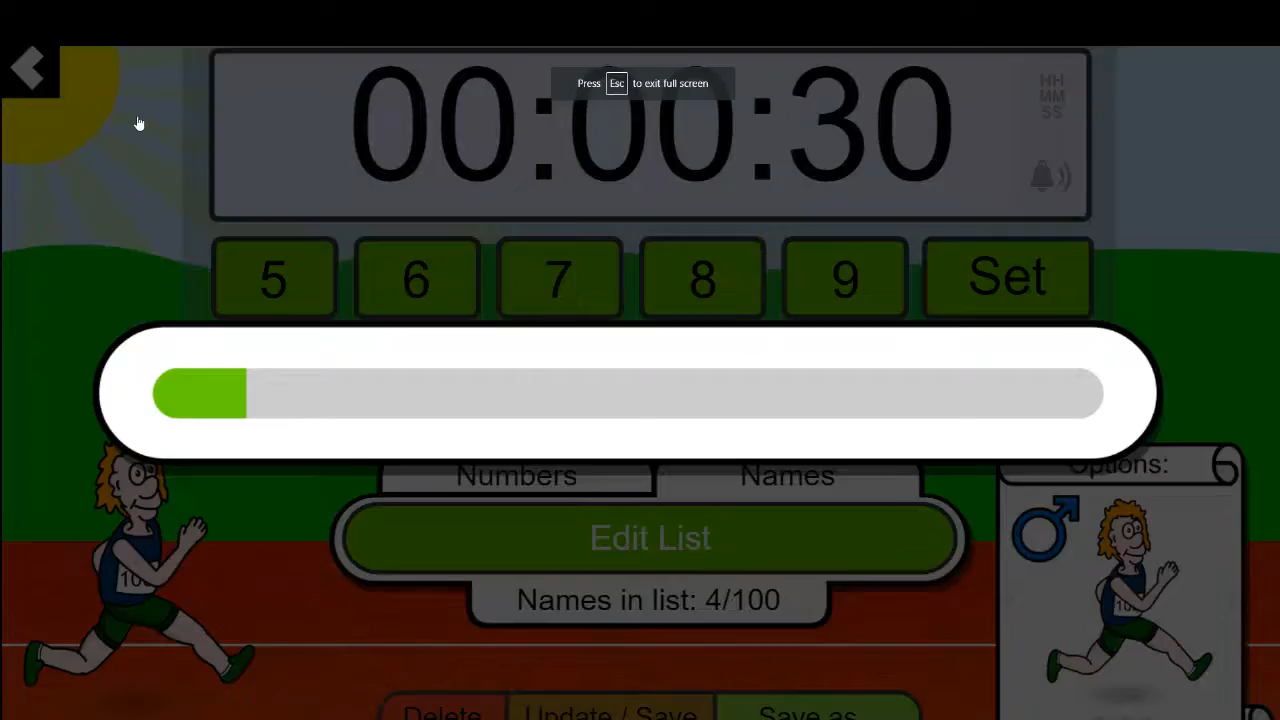 00:00:30
HH
MM
SS
Press Esc to exit full screen
5 6 7 8 9 Set
Numbers Names
Options:
Edit List
Names in list: 4/100
Delete Update / Save Save as